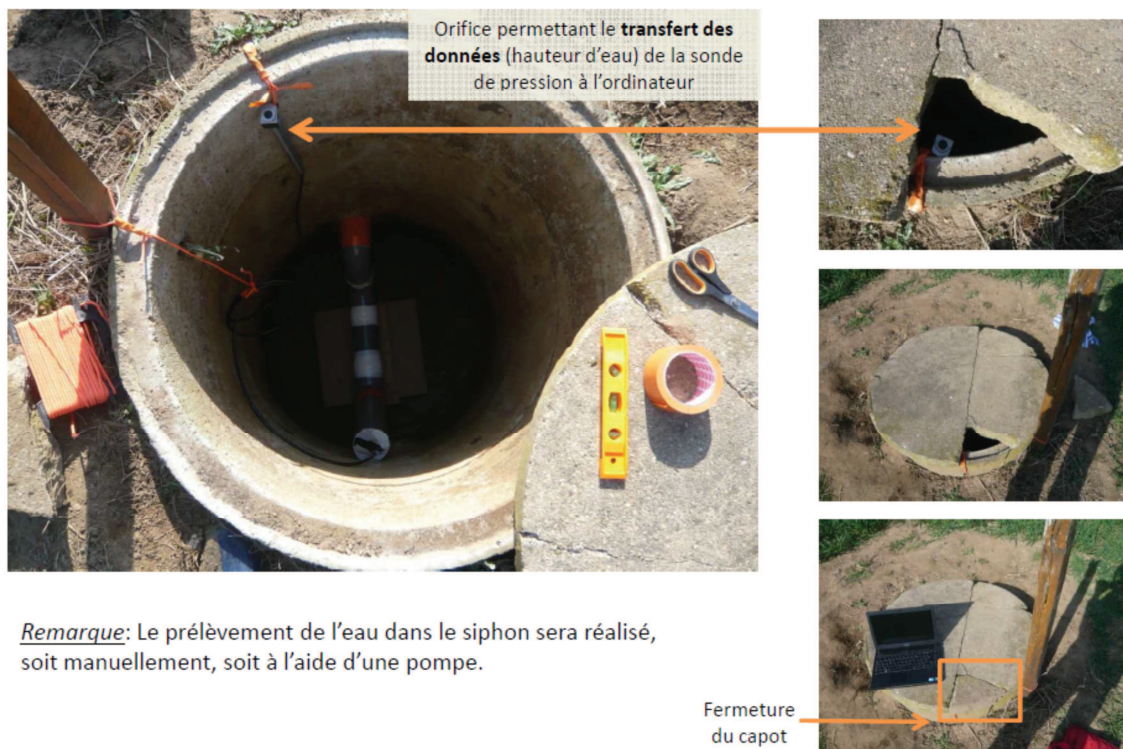 Orifice permettant le transfert des
données (hauteur d'eau) de la sonde
de pression à l'ordinateur
Remarque: Le prélèvement de l'eau dans le siphon sera réalisé,
soit manuellement, soit à l'aide d'une pompe.
Fermeture
du capot